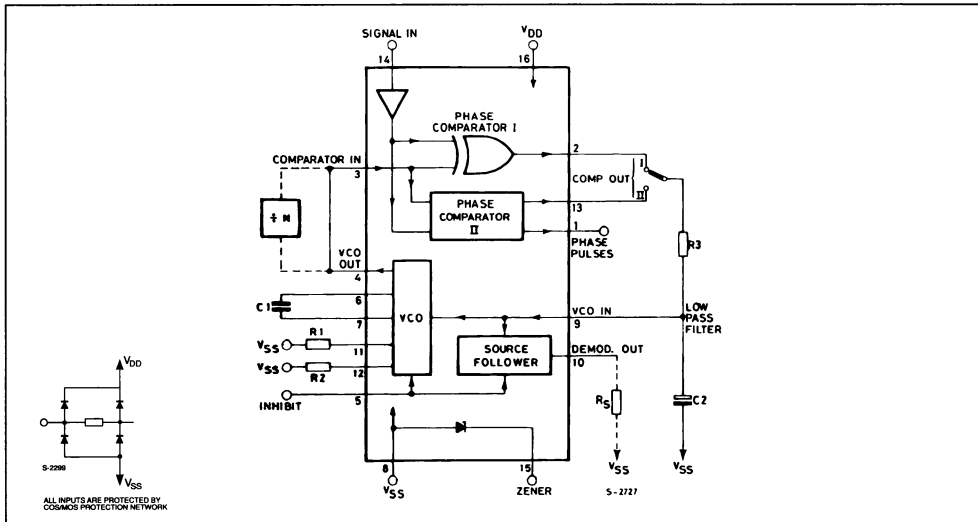 SIGNAL IN
VDD
14
16
PHASE
COMPARATOR I
2
I
COMPARATOR IN
3
COMP OUT
II
÷ N
PHASE
COMPARATOR
II
13
1
PHASE
PULSES
R3
VCO
OUT
4
6
C1
VCO
7
VCO IN
9
LOW
PASS
FILTER
VSS
R1
11
SOURCE
FOLLOWER
DEMOD. OUT
10
VSS
R2
12
INHIBIT
5
RS
C2
VDD
VSS
S-2299
ALL INPUTS ARE PROTECTED BY
COS/MOS PROTECTION NETWORK
8
VSS
15
ZENER
S-2727
VSS
VSS